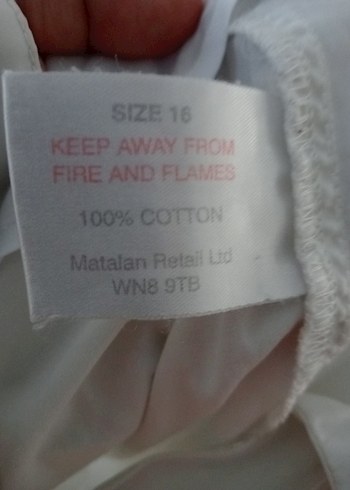 SIZE 16
KEEP AWAY FROM
FIRE AND FLAMES
100% COTTON
Matalan Retail Ltd
WN8 9TB